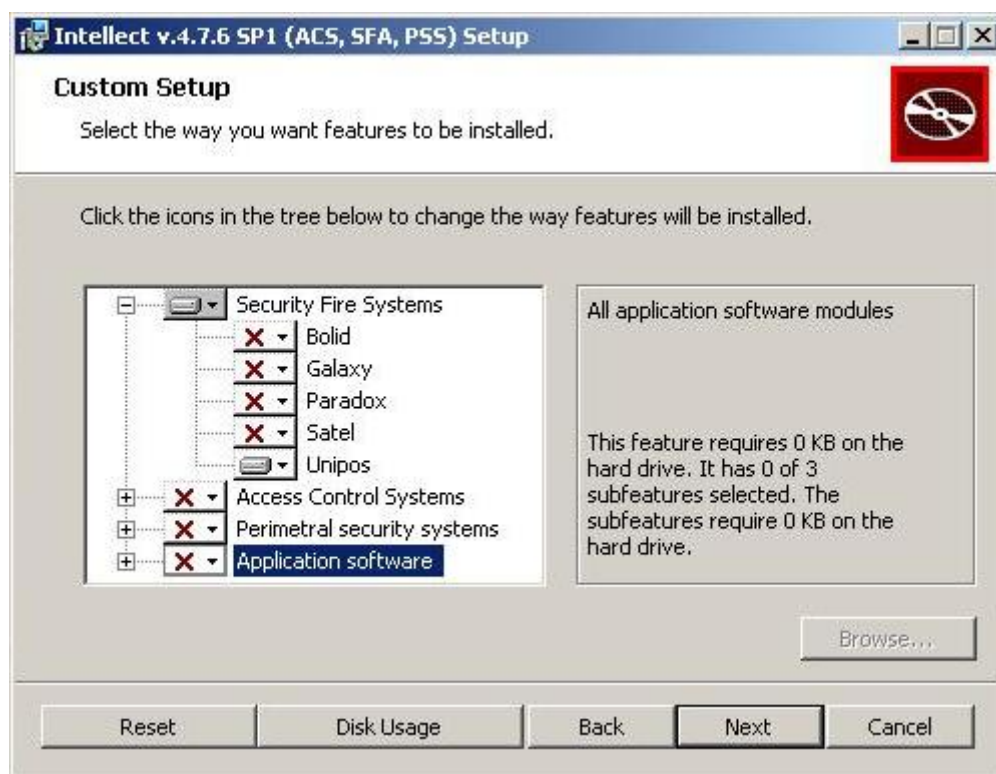 Intellect v.4.7.6 SP1 (ACS, SFA, PSS) Setup
Custom Setup
Select the way you want features to be installed.
Click the icons in the tree below to change the way features will be installed.
Security Fire Systems
Bolid
Galaxy
Paradox
Satel
Unipos
Access Control Systems
Perimetral security systems
Application software
All application software modules
This feature requires 0 KB on the
hard drive. It has 0 of 3
subfeatures selected. The
subfeatures require 0 KB on the
hard drive.
Browse...
Reset
Disk Usage
Back
Next
Cancel